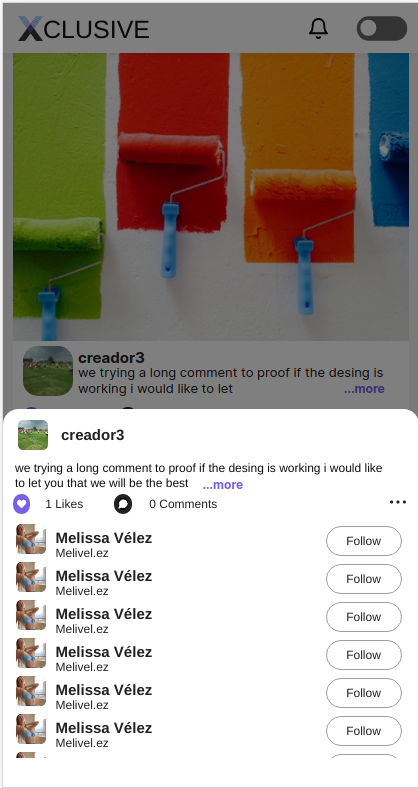 XCLUSIVE
creador3
we trying a long comment to proof if the desing is
working i would like to let ...more
creador3
we trying a long comment to proof if the desing is working i would like
to let you that we will be the best ...more
1 Likes 0 Comments
Melissa Vélez
Melivel.ez
Follow
Melissa Vélez
Melivel.ez
Follow
Melissa Vélez
Melivel.ez
Follow
Melissa Vélez
Melivel.ez
Follow
Melissa Vélez
Melivel.ez
Follow
Melissa Vélez
Melivel.ez
Follow